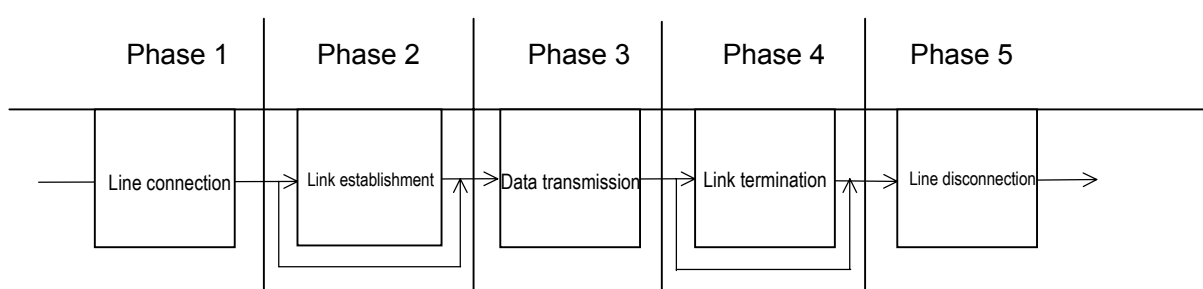 Phase 1
Phase 2
Phase 3
Phase 4
Phase 5
Line connection
Link establishment
Data transmission
Link termination
Line disconnection